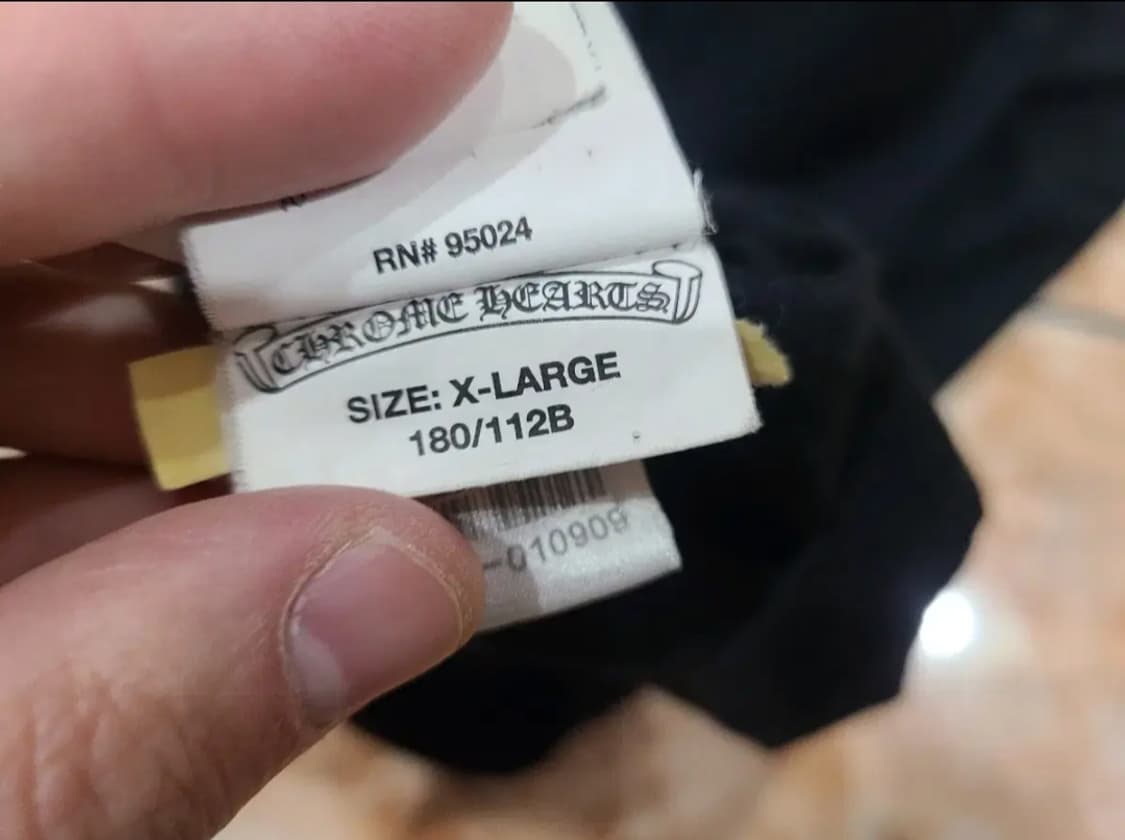 RN# 95024
CHROME HEARTS
SIZE: X-LARGE
180/112B
-010909